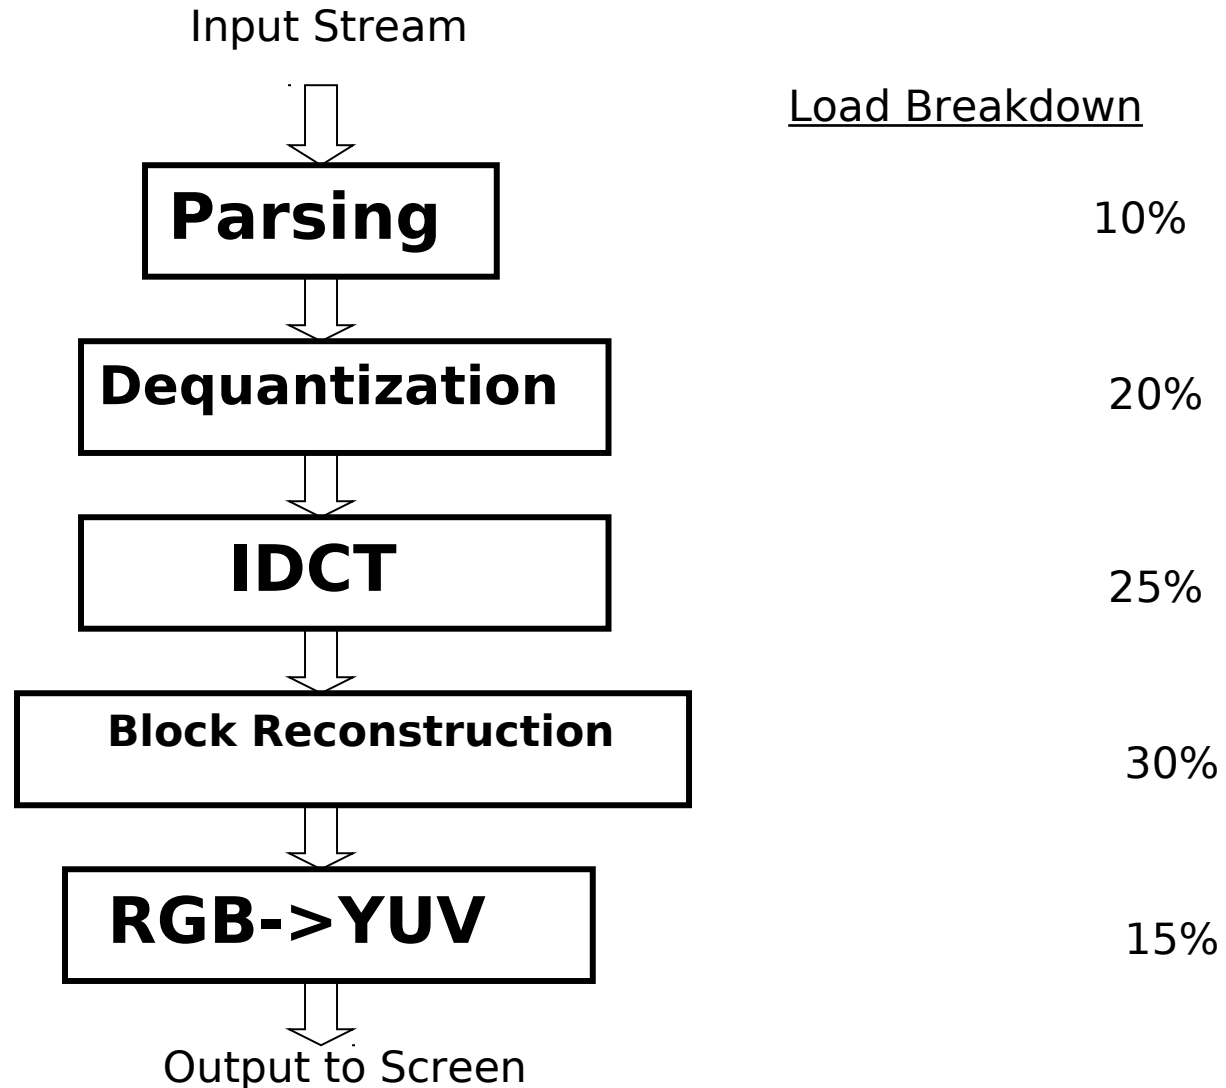 Input Stream
Load Breakdown
Parsing
10%
Dequantization
20%
IDCT
25%
Block Reconstruction
30%
RGB->YUV
15%
Output to Screen